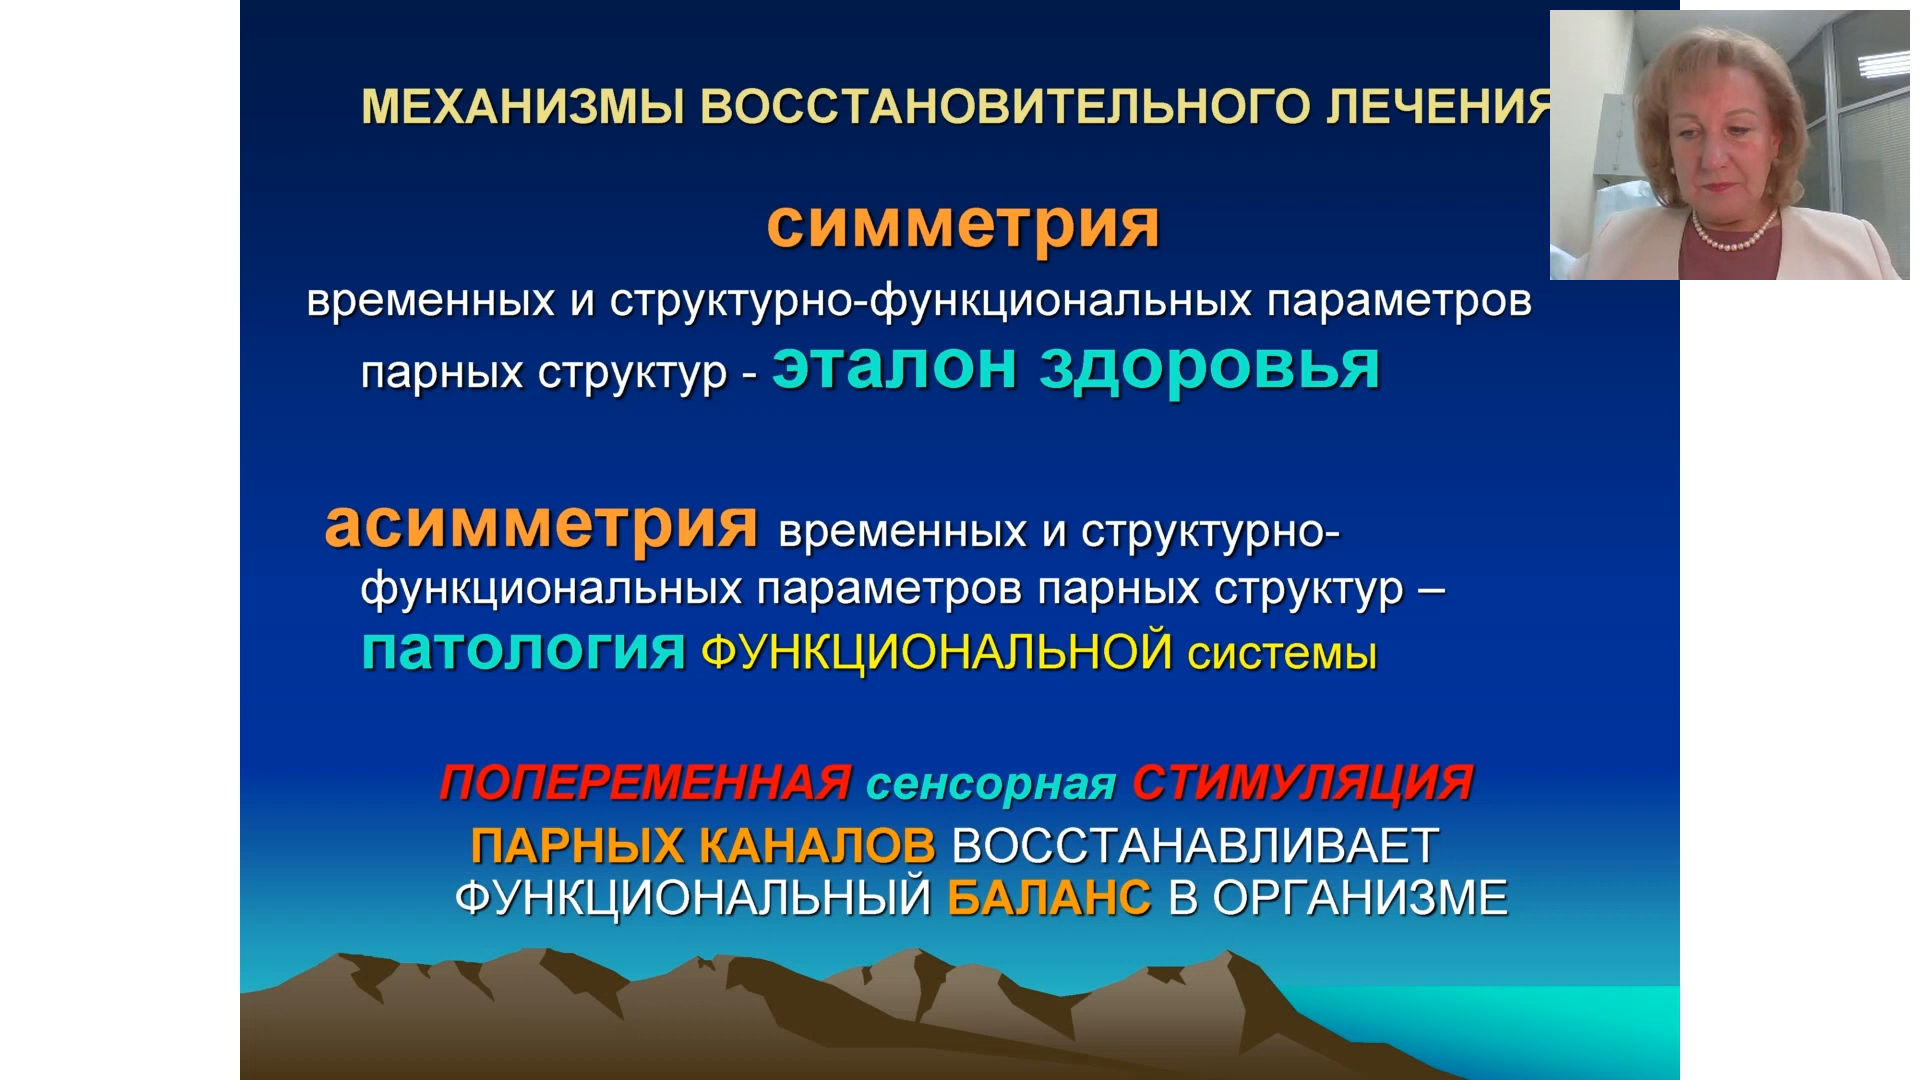 МЕХАНИЗМЫ ВОССТАНОВИТЕЛЬНОГО ЛЕЧЕНИЯ
симметрия
временных и структурно-функциональных параметров
парных структур - эталон здоровья
асимметрия временных и структурно-
функциональных параметров парных структур –
патология ФУНКЦИОНАЛЬНОЙ системы
ПОПЕРЕМЕННАЯ сенсорная СТИМУЛЯЦИЯ
ПАРНЫХ КАНАЛОВ ВОССТАНАВЛИВАЕТ
ФУНКЦИОНАЛЬНЫЙ БАЛАНС В ОРГАНИЗМЕ